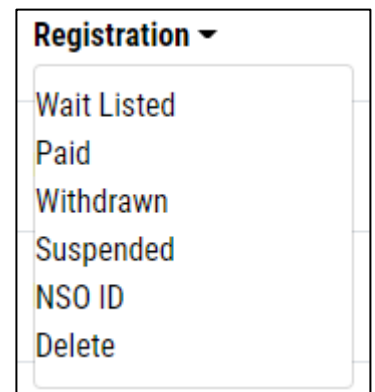 Registration
Wait Listed
Paid
Withdrawn
Suspended
NSO ID
Delete